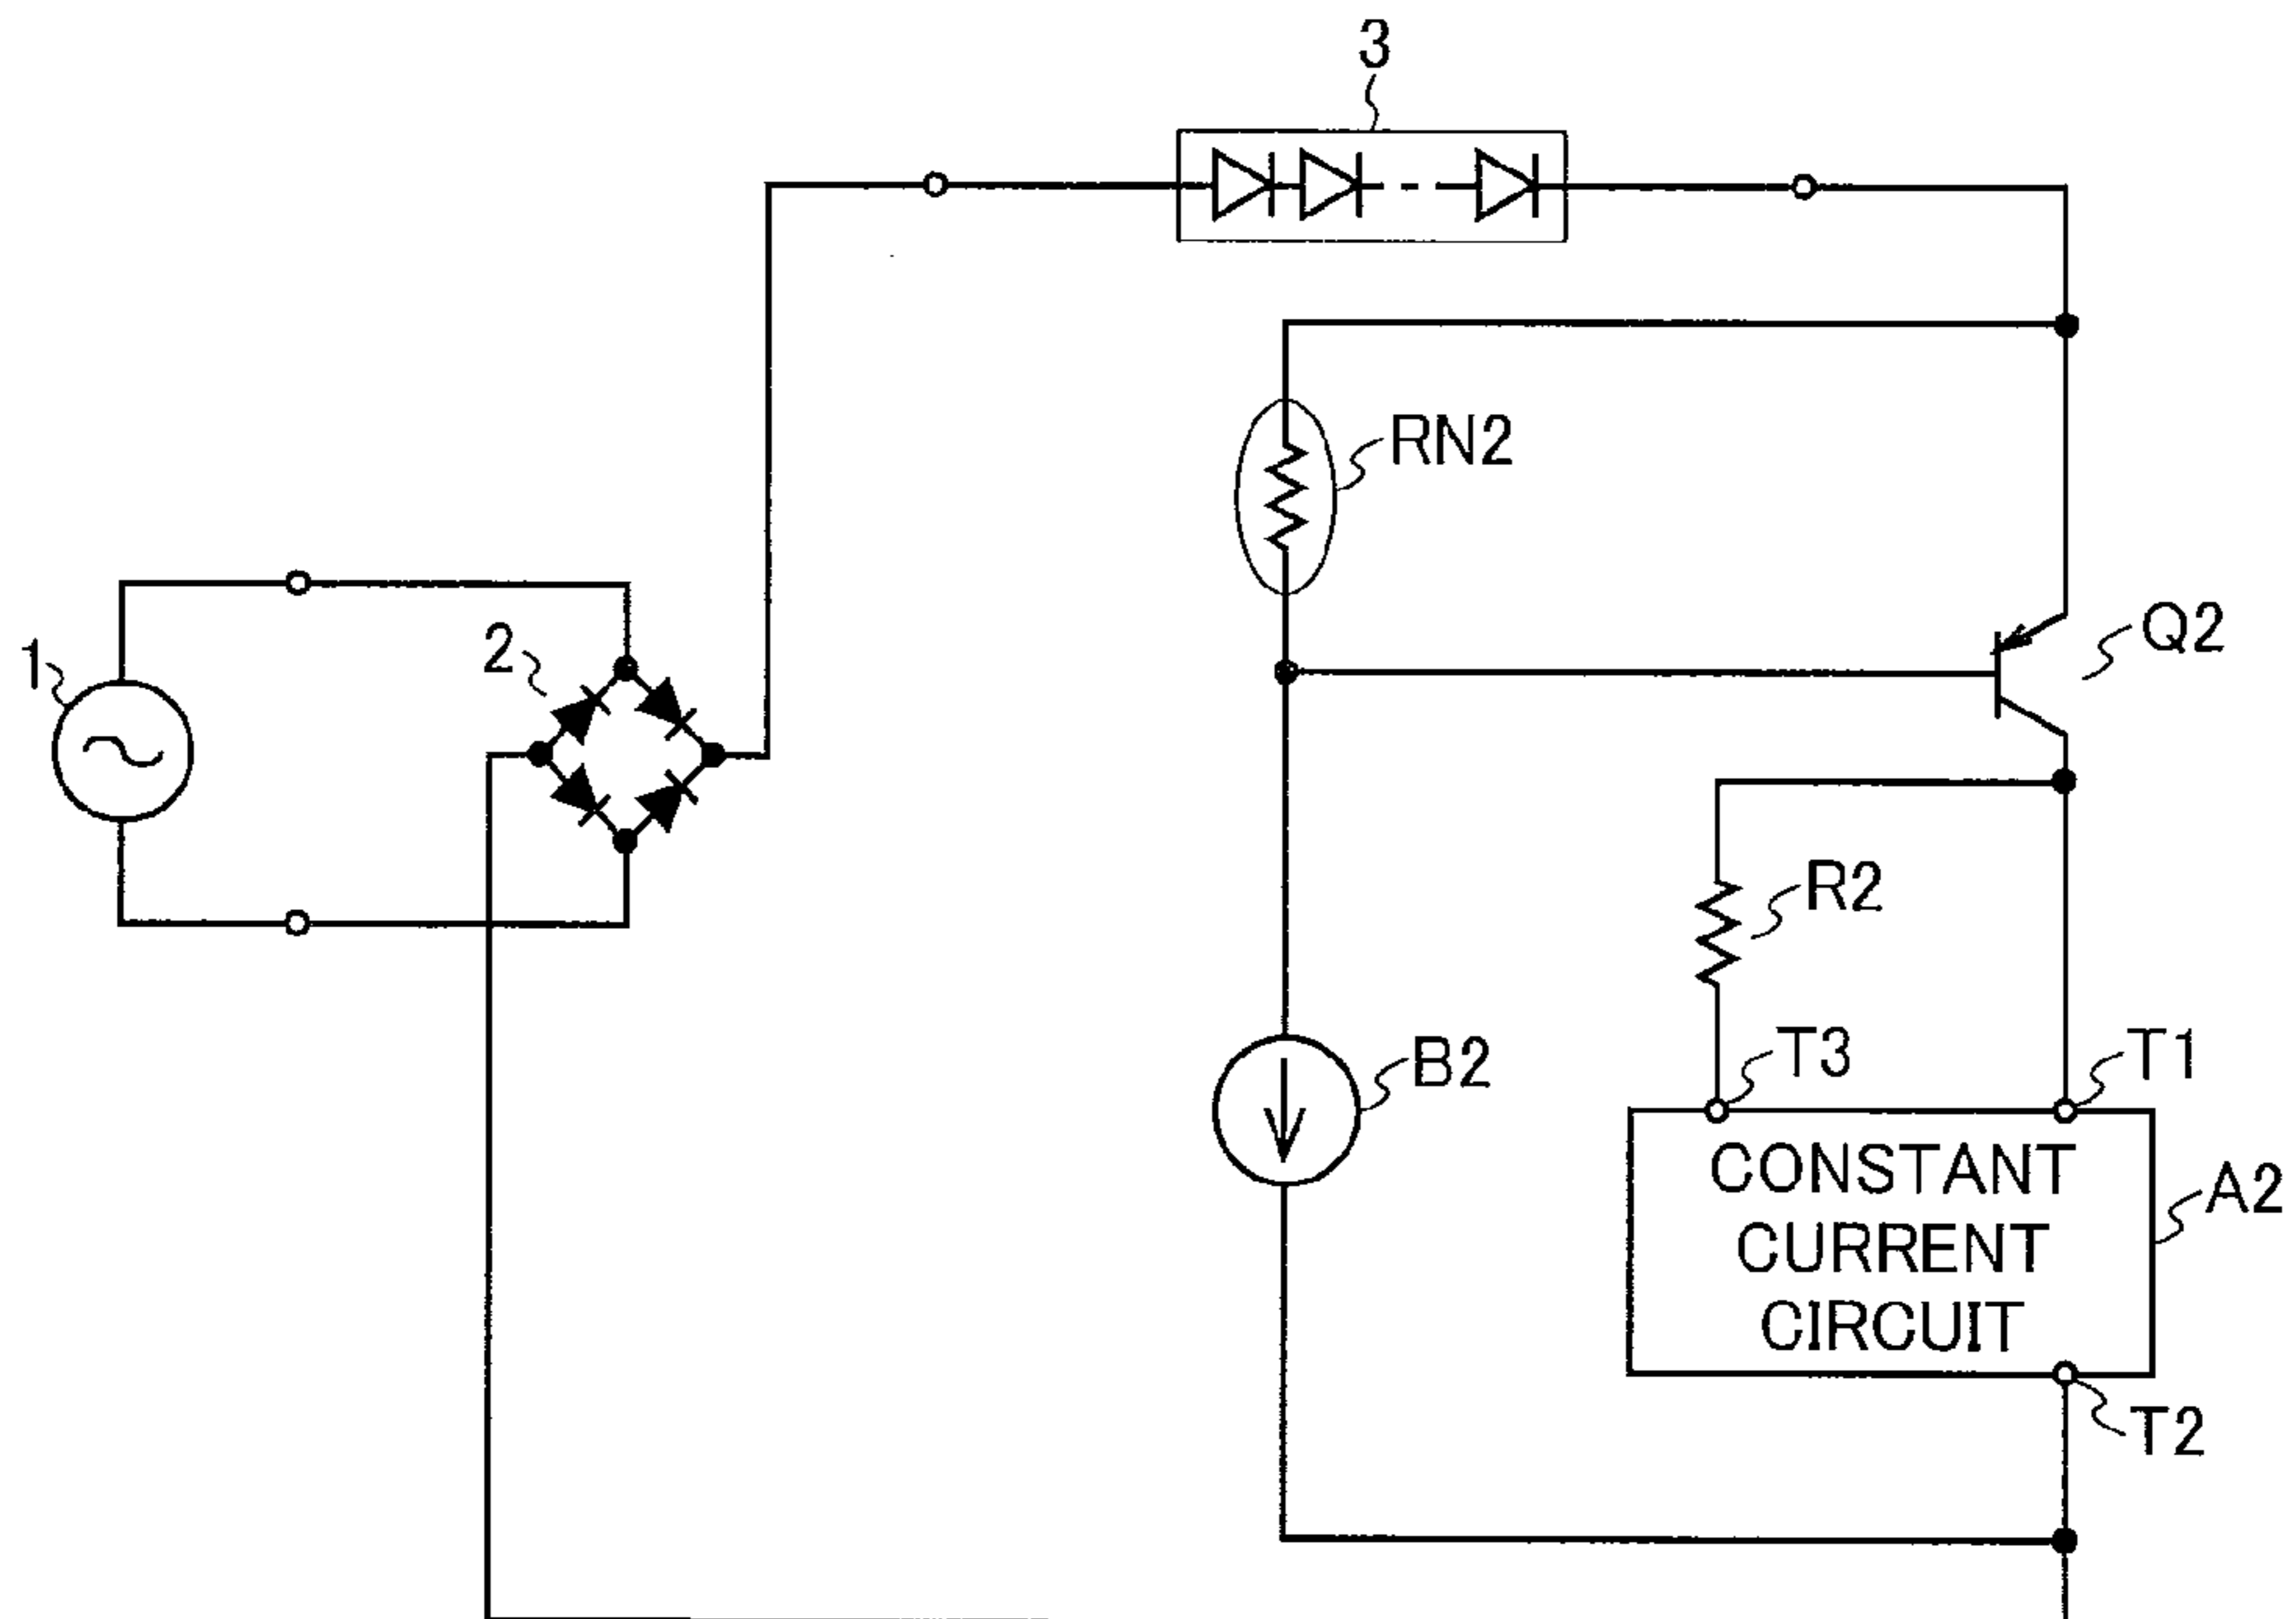 3
RN2
1
2
Q2
R2
T3
T1
B2
CONSTANT
CURRENT
CIRCUIT
A2
T2